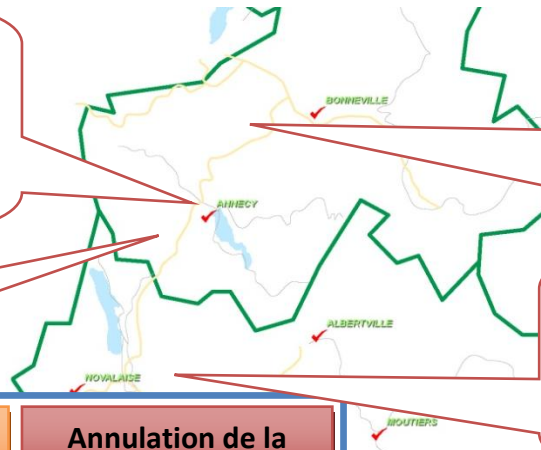 BONNEVILLE
ANNECY
ALBERTVILLE
NOVALAISE
MOUTIERS
Annulation de la